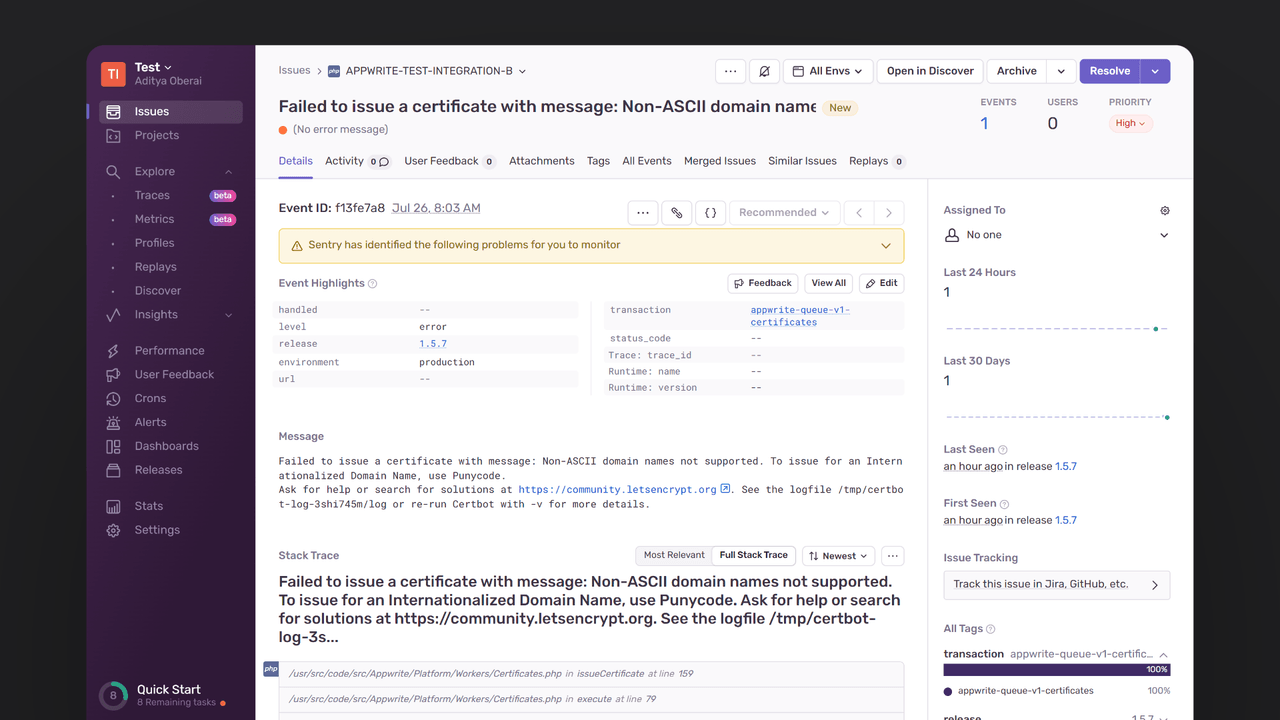 TI
Test
Aditya Oberai
Issues
Projects
Explore
Traces beta
Metrics beta
Profiles
Replays
Discover
Insights
Performance
User Feedback
Crons
Alerts
Dashboards
Releases
Stats
Settings
8
Quick Start
8 Remaining tasks
Issues > php APPWRITE-TEST-INTEGRATION-B
... All Envs Open in Discover Archive Resolve
Failed to issue a certificate with message: Non-ASCII domain name New
(No error message)
EVENTS USERS PRIORITY
1 0 High
Details Activity 0 User Feedback 0 Attachments Tags All Events Merged Issues Similar Issues Replays 0
Event ID: f13fe7a8 Jul 26, 8:03 AM
... {} Recommended < >
Sentry has identified the following problems for you to monitor
Event Highlights ? Feedback View All Edit
handled --
level error
release 1.5.7
environment production
url --
transaction appwrite-queue-v1-
certificates
status_code --
Trace: trace_id --
Runtime: name --
Runtime: version --
Message
Failed to issue a certificate with message: Non-ASCII domain names not supported. To issue for an Intern
ationalized Domain Name, use Punycode.
Ask for help or search for solutions at https://community.letsencrypt.org . See the logfile /tmp/certbo
t-log-3shi745m/log or re-run Certbot with -v for more details.
Stack Trace Most Relevant Full Stack Trace Newest ...
Failed to issue a certificate with message: Non-ASCII domain names not supported.
To issue for an Internationalized Domain Name, use Punycode. Ask for help or search
for solutions at https://community.letsencrypt.org. See the logfile /tmp/certbot-
log-3s...
php
/usr/src/code/src/Appwrite/Platform/Workers/Certificates.php in issueCertificate at line 159
/usr/src/code/src/Appwrite/Platform/Workers/Certificates.php in execute at line 79
Assigned To
No one
Last 24 Hours
1
Last 30 Days
1
Last Seen ?
an hour ago in release 1.5.7
First Seen ?
an hour ago in release 1.5.7
Issue Tracking
Track this issue in Jira, GitHub, etc. >
All Tags ?
transaction appwrite-queue-v1-certific...
100%
appwrite-queue-v1-certificates 100%
release 1.5.7